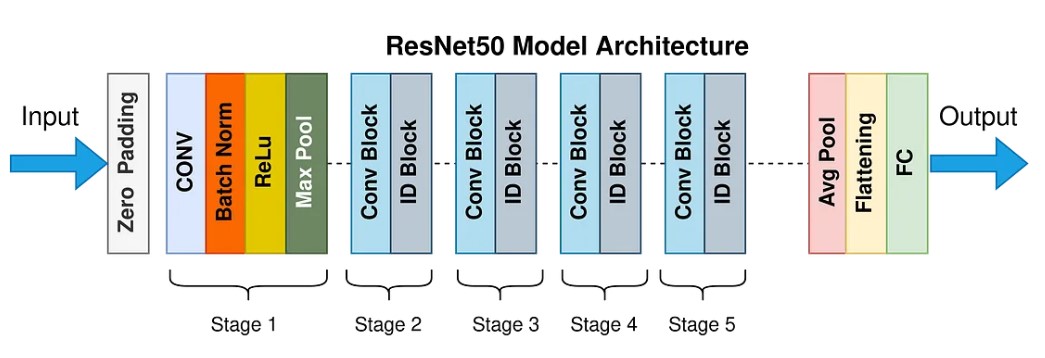 ResNet50 Model Architecture
Input
Zero Padding
CONV
Batch Norm
ReLu
Max Pool
Conv Block
ID Block
Conv Block
ID Block
Conv Block
ID Block
Conv Block
ID Block
Avg Pool
Flattening
FC
Output
Stage 1
Stage 2
Stage 3
Stage 4
Stage 5